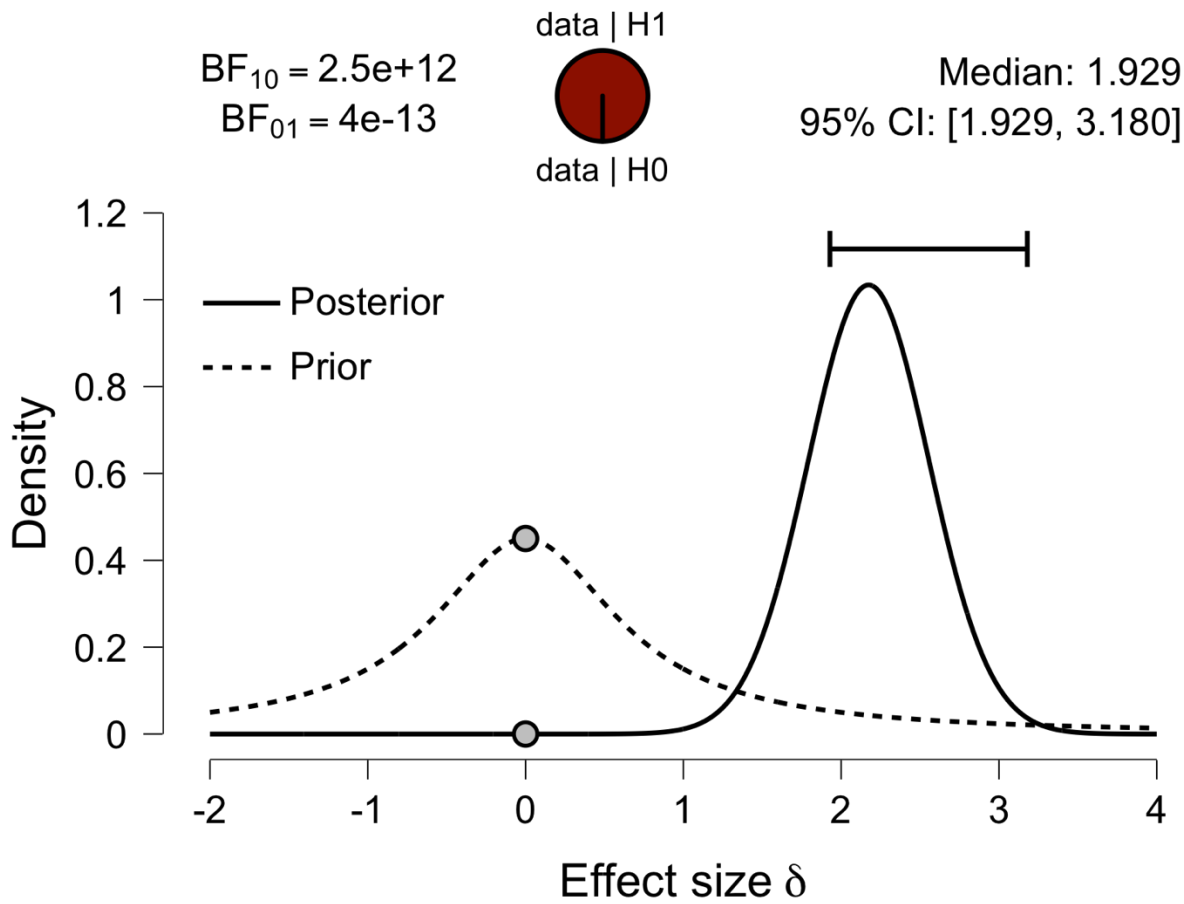 data | H1
BF10 = 2.5e+12
BF01 = 4e-13
Median: 1.929
95% CI: [1.929, 3.180]
data | H0
1.2
1
0.8
0.6
0.4
0.2
0
Density
Posterior
Prior
-2 -1 0 1 2 3 4
Effect size δ